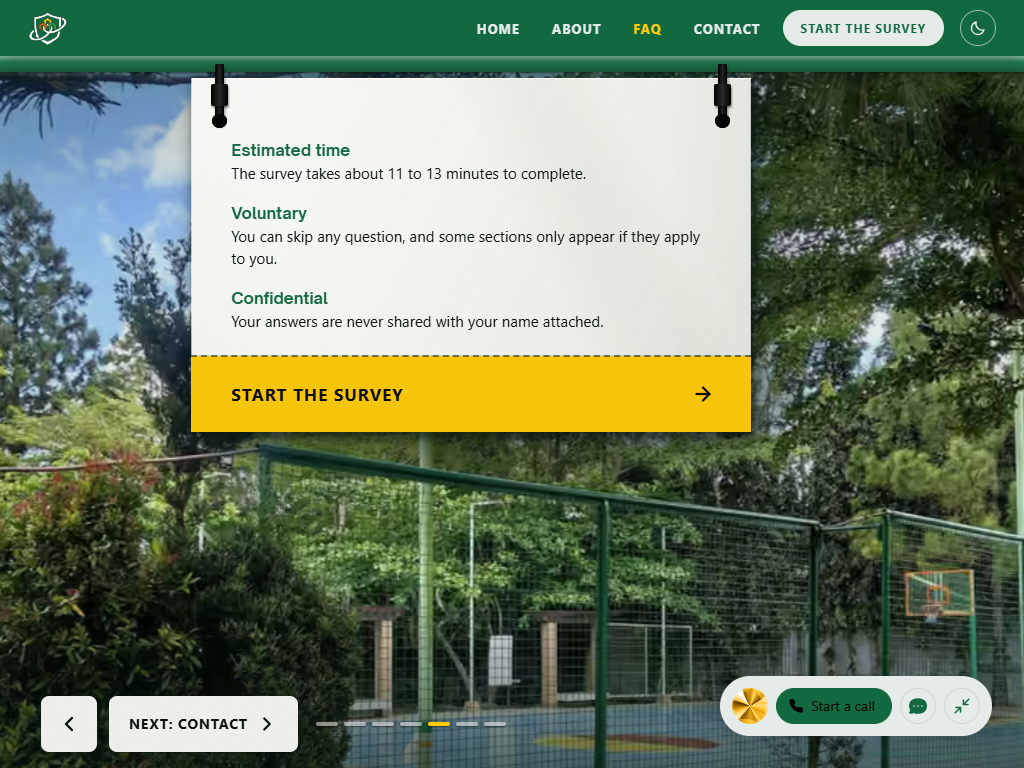 HOME
ABOUT
FAQ
CONTACT
START THE SURVEY
Estimated time
The survey takes about 11 to 13 minutes to complete.
Voluntary
You can skip any question, and some sections only appear if they apply
to you.
Confidential
Your answers are never shared with your name attached.
START THE SURVEY
NEXT: CONTACT
Start a call